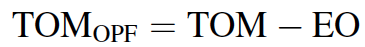 TOM_OPF = TOM − EO